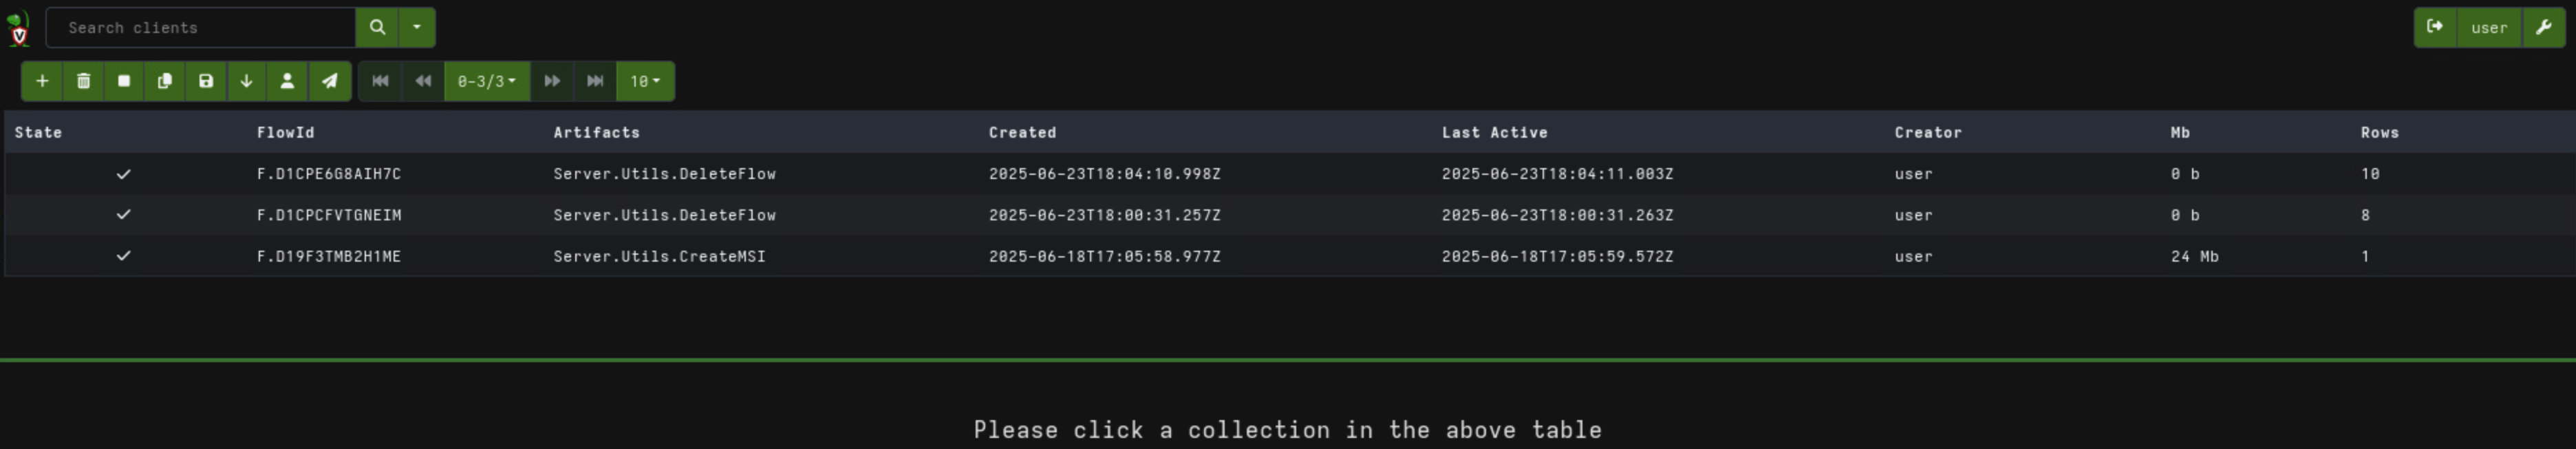 Search clients
user
0-3/3 10
State FlowId Artifacts Created Last Active Creator Mb Rows
F.D1CPE6G8AIH7C Server.Utils.DeleteFlow 2025-06-23T18:04:10.998Z 2025-06-23T18:04:11.003Z user 0 b 10
F.D1CPCFVTGNEIM Server.Utils.DeleteFlow 2025-06-23T18:00:31.257Z 2025-06-23T18:00:31.263Z user 0 b 8
F.D19F3TMB2H1ME Server.Utils.CreateMSI 2025-06-18T17:05:58.977Z 2025-06-18T17:05:59.572Z user 24 Mb 1
Please click a collection in the above table